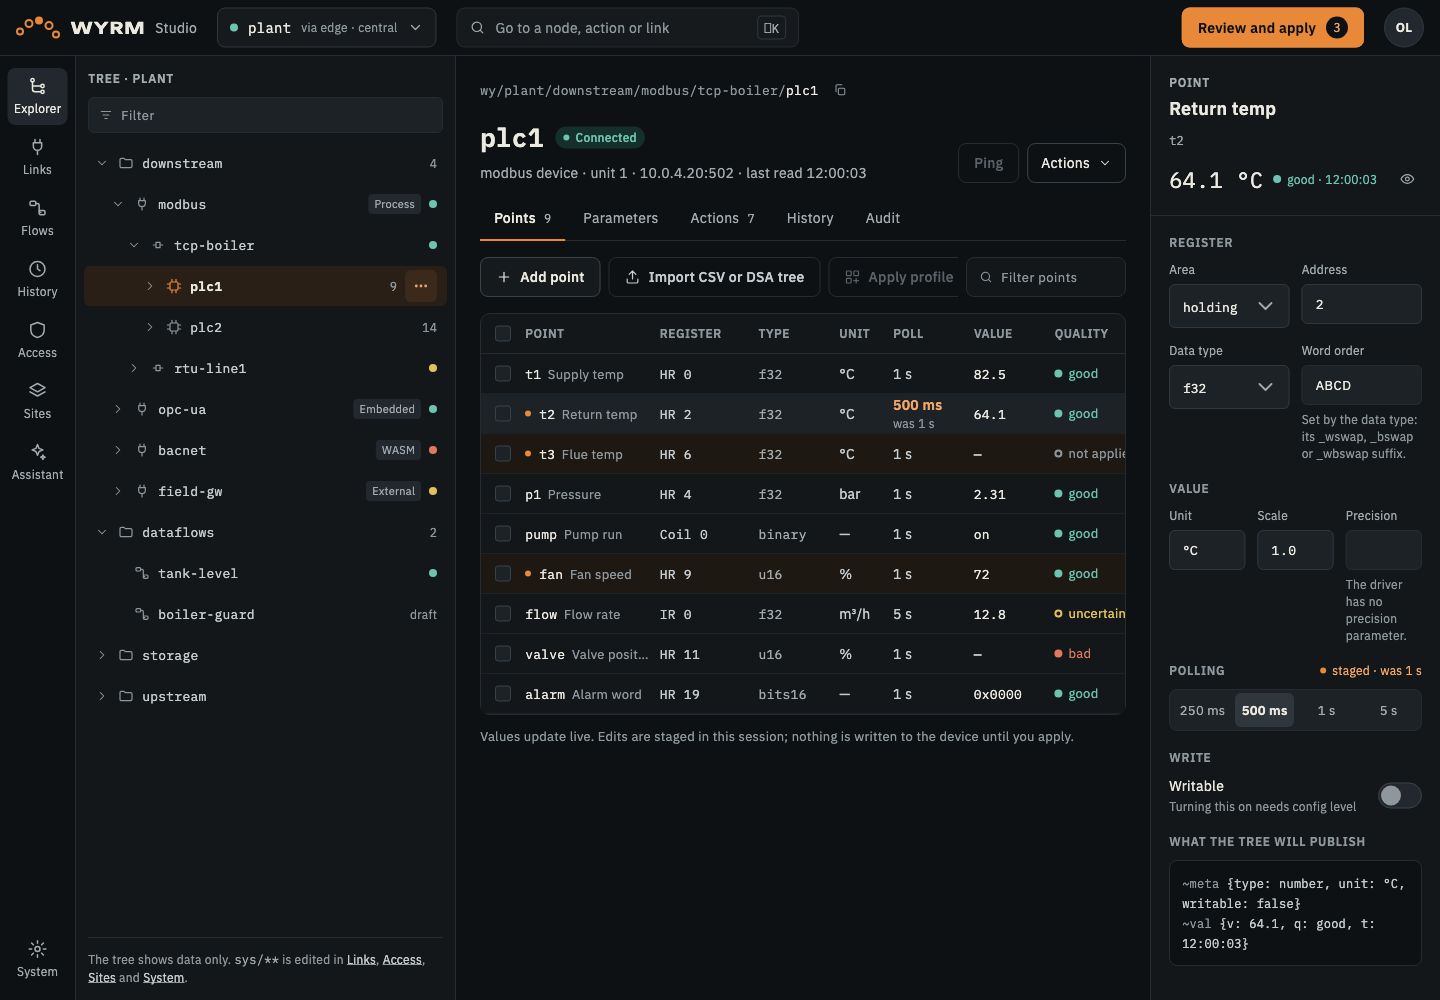 WYRM Studio
plant via edge · central
Go to a node, action or link
K
Review and apply 3
OL
Explorer
Links
Flows
History
Access
Sites
Assistant
System
TREE · PLANT
Filter
downstream 4
modbus Process
tcp-boiler
plc1 9
plc2 14
rtu-line1
opc-ua Embedded
bacnet WASM
field-gw External
dataflows 2
tank-level
boiler-guard draft
storage
upstream
The tree shows data only. sys/** is edited in Links, Access,
Sites and System.
wy/plant/downstream/modbus/tcp-boiler/plc1
plc1 Connected
modbus device · unit 1 · 10.0.4.20:502 · last read 12:00:03
Ping
Actions
Points 9 Parameters Actions 7 History Audit
Add point
Import CSV or DSA tree
Apply profile
Filter points
POINT REGISTER TYPE UNIT POLL VALUE QUALITY
t1 Supply temp HR 0 f32 °C 1 s 82.5 good
t2 Return temp HR 2 f32 °C 500 ms was 1 s 64.1 good
t3 Flue temp HR 6 f32 °C 1 s — not applie
p1 Pressure HR 4 f32 bar 1 s 2.31 good
pump Pump run Coil 0 binary — 1 s on good
fan Fan speed HR 9 u16 % 1 s 72 good
flow Flow rate IR 0 f32 m³/h 5 s 12.8 uncertain
valve Valve posit... HR 11 u16 % 1 s — bad
alarm Alarm word HR 19 bits16 — 1 s 0x0000 good
Values update live. Edits are staged in this session; nothing is written to the device until you apply.
POINT
Return temp
t2
64.1 °C good · 12:00:03
REGISTER
Area Address
holding 2
Data type Word order
f32 ABCD
Set by the data type:
its _wswap, _bswap
or _wbswap suffix.
VALUE
Unit Scale Precision
°C 1.0
The driver
has no
precision
parameter.
POLLING staged · was 1 s
250 ms 500 ms 1 s 5 s
WRITE
Writable
Turning this on needs config level
WHAT THE TREE WILL PUBLISH
~meta {type: number, unit: °C,
writable: false}
~val {v: 64.1, q: good, t:
12:00:03}